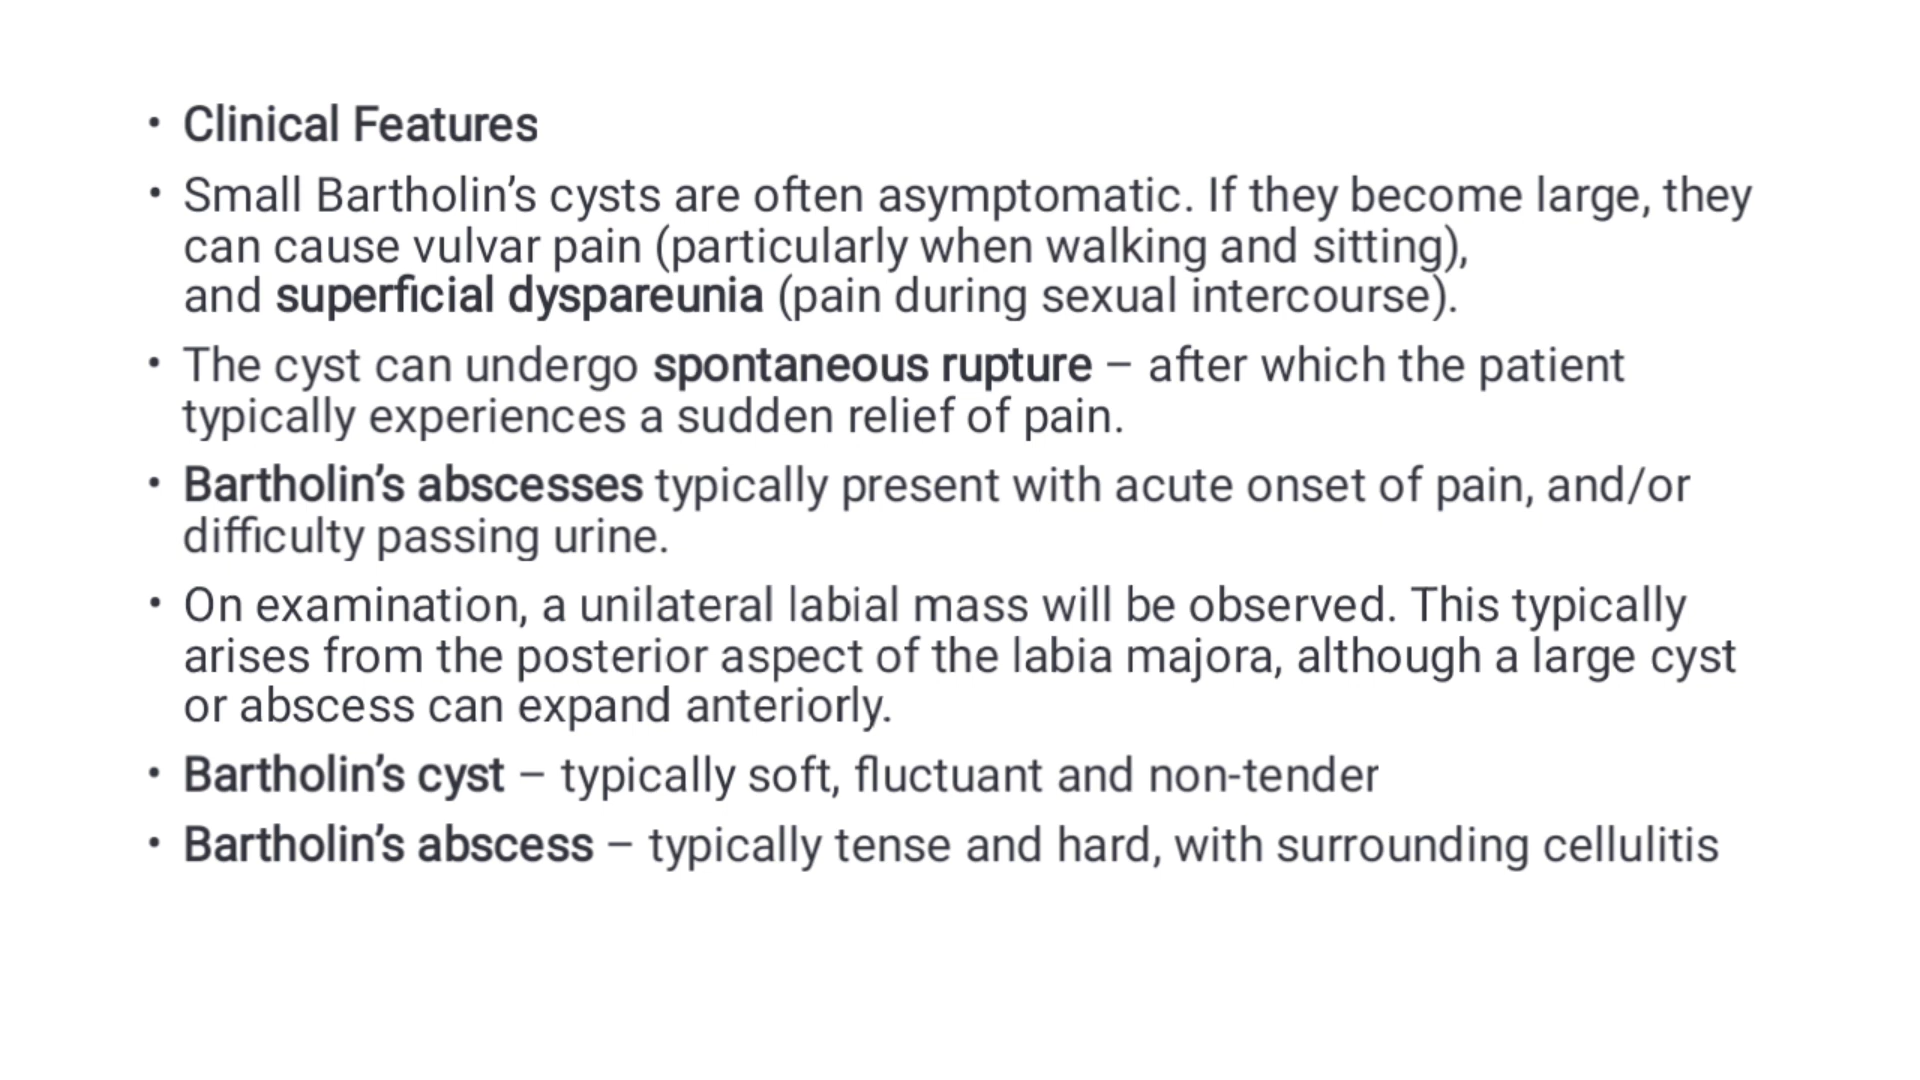 • Clinical Features
• Small Bartholin’s cysts are often asymptomatic. If they become large, they
can cause vulvar pain (particularly when walking and sitting),
and superficial dyspareunia (pain during sexual intercourse).
• The cyst can undergo spontaneous rupture – after which the patient
typically experiences a sudden relief of pain.
• Bartholin’s abscesses typically present with acute onset of pain, and/or
difficulty passing urine.
• On examination, a unilateral labial mass will be observed. This typically
arises from the posterior aspect of the labia majora, although a large cyst
or abscess can expand anteriorly.
• Bartholin’s cyst – typically soft, fluctuant and non-tender
• Bartholin’s abscess – typically tense and hard, with surrounding cellulitis